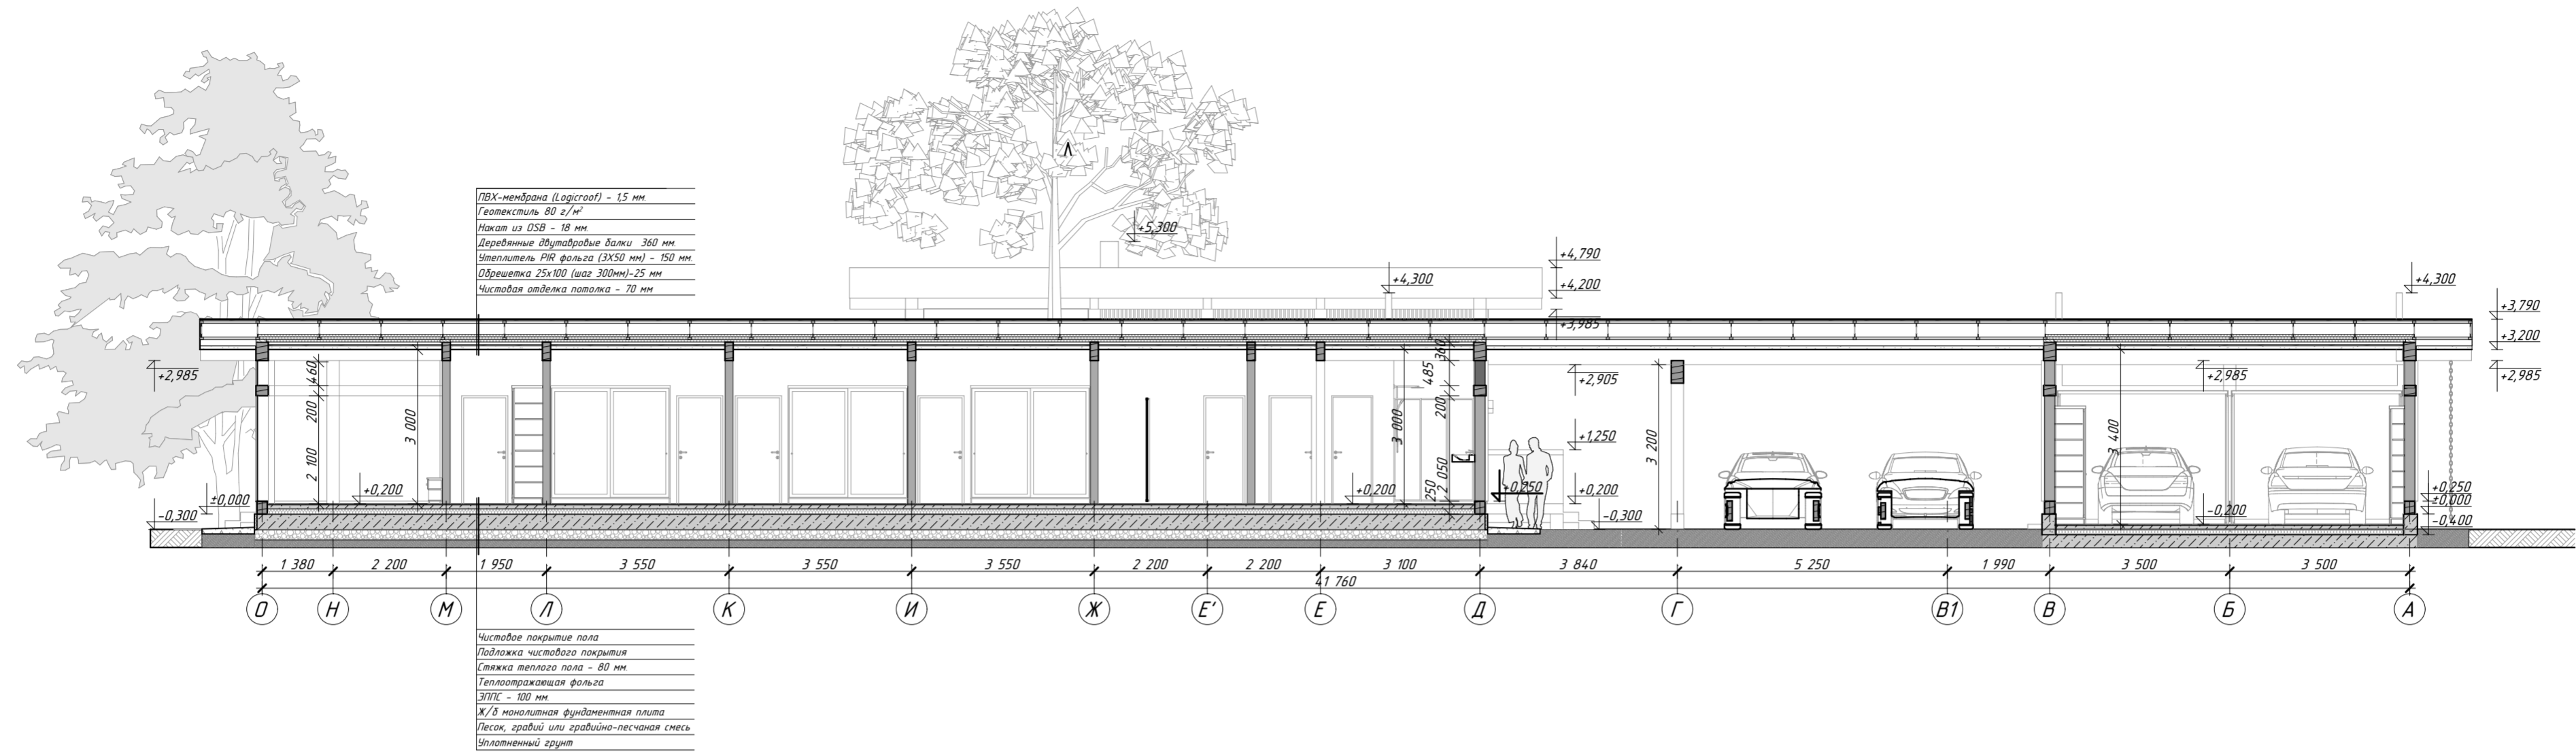 ПВХ-мембрана (Logicroof) - 1,5 мм.
Геотекстиль 80 г/м²
Накат из OSB - 18 мм.
Деревянные двутавровые балки 360 мм.
Утеплитель PIR фольга (3X50 мм) - 150 мм.
Обрешетка 25х100 (шаг 300мм)-25 мм
Чистовая отделка потолка - 70 мм
+5,300
+4,790
+4,300
+4,200
+3,985
+4,300
+3,790
+3,200
+2,985
+2,985
460
200
2 100
3 000
360
485
200
2 050
250
3 000
+2,905
+1,250
3 200
+2,985
3 400
+0,200
±0,000
-0,300
+0,200
+0,250
+0,200
-0,300
-0,200
+0,250
±0,000
-0,400
1 380 2 200 1 950 3 550 3 550 3 550 2 200 2 200 3 100 3 840 5 250 1 990 3 500 3 500
41 760
О Н М Л К И Ж Е' Е Д Г В1 В Б А
Чистовое покрытие пола
Подложка чистового покрытия
Стяжка теплого пола - 80 мм.
Теплоотражающая фольга
ЭППС - 100 мм.
Ж/б монолитная фундаментная плита
Песок, гравий или гравийно-песчаная смесь
Уплотненный грунт